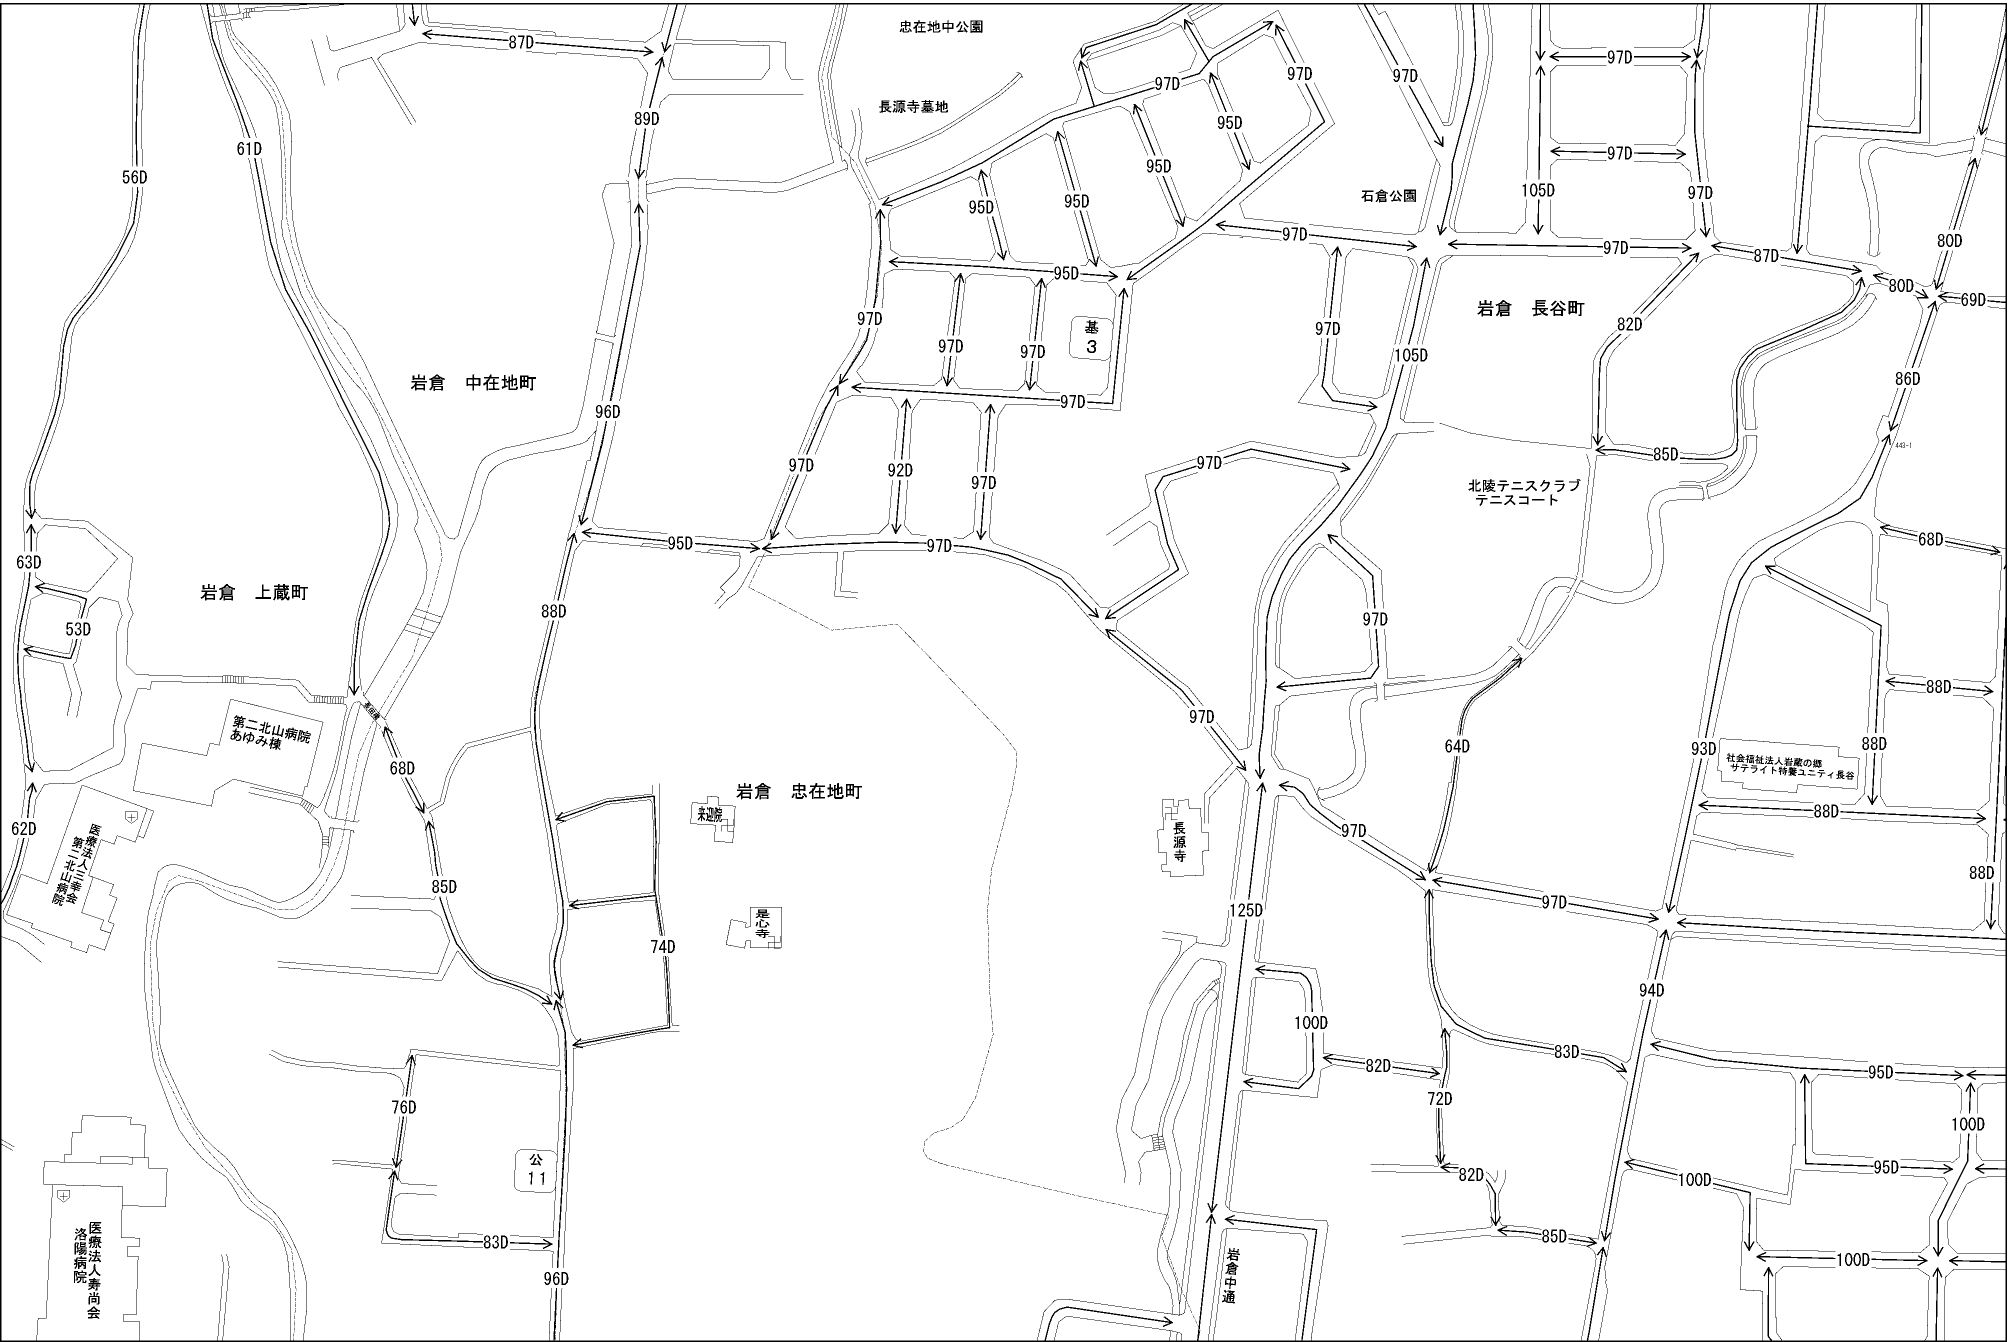 忠在地中公園
87D
97D
97D
97D
97D
89D
長源寺墓地
95D
61D
97D
56D
95D
105D
97D
石倉公園
95D
95D
97D
97D
87D
80D
95D
80D
69D
岩倉 長谷町
97D
基
3
97D
82D
97D
97D
105D
岩倉 中在地町
96D
97D
86D
443-1
85D
97D
92D
97D
97D
北陵テニスクラブ
テニスコート
95D
97D
68D
63D
岩倉 上蔵町
88D
97D
53D
88D
第二北山病院
あゆみ棟
97D
64D
93D
88D
社会福祉法人岩蔵の郷
サテライト特養ユニティ長谷
68D
岩倉 忠在地町
来迎院
88D
62D
医療法人三幸会
第二北山病院
長源寺
97D
85D
88D
是心寺
125D
97D
74D
94D
100D
83D
82D
95D
76D
72D
100D
公
11
82D
100D
95D
医療法人寿尚会
洛陽病院
83D
85D
岩倉中通
100D
96D